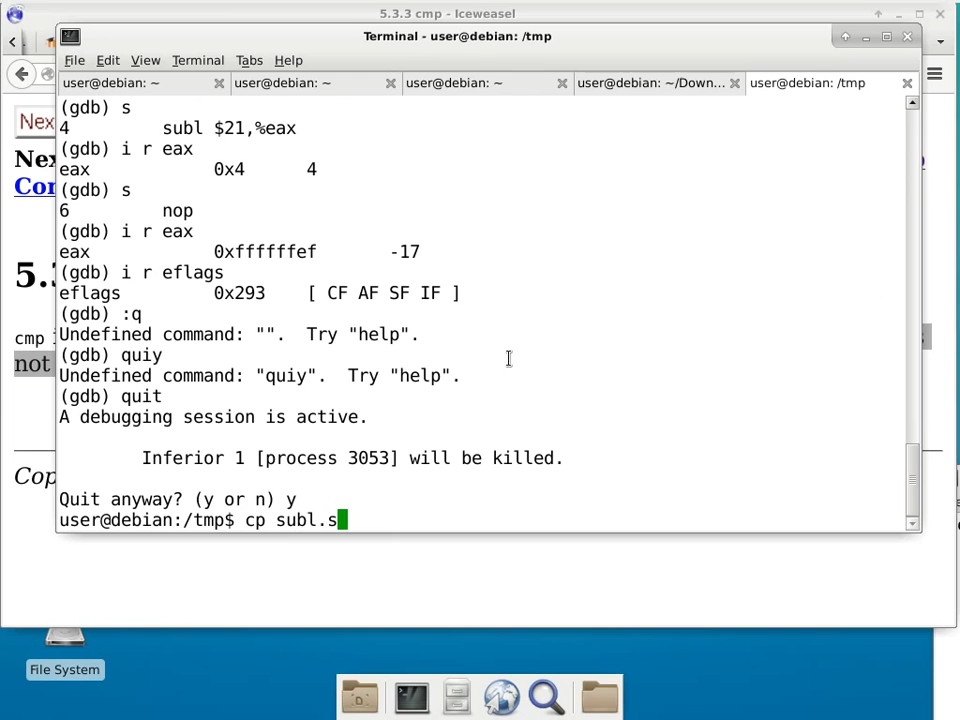 5.3.3 cmp - Iceweasel
Terminal - user@debian: /tmp
File Edit View Terminal Tabs Help
user@debian: ~ user@debian: ~ user@debian: ~ user@debian: ~/Down... user@debian: /tmp
(gdb) s
4 subl $21,%eax
(gdb) i r eax
eax 0x4 4
(gdb) s
6 nop
(gdb) i r eax
eax 0xffffffef -17
(gdb) i r eflags
eflags 0x293 [ CF AF SF IF ]
(gdb) :q
Undefined command: "". Try "help".
(gdb) quiy
Undefined command: "quiy". Try "help".
(gdb) quit
A debugging session is active.
Inferior 1 [process 3053] will be killed.
Quit anyway? (y or n) y
user@debian:/tmp$ cp subl.s
Nex
Nex
Con
5.3
cmp i
not
Cop
File System